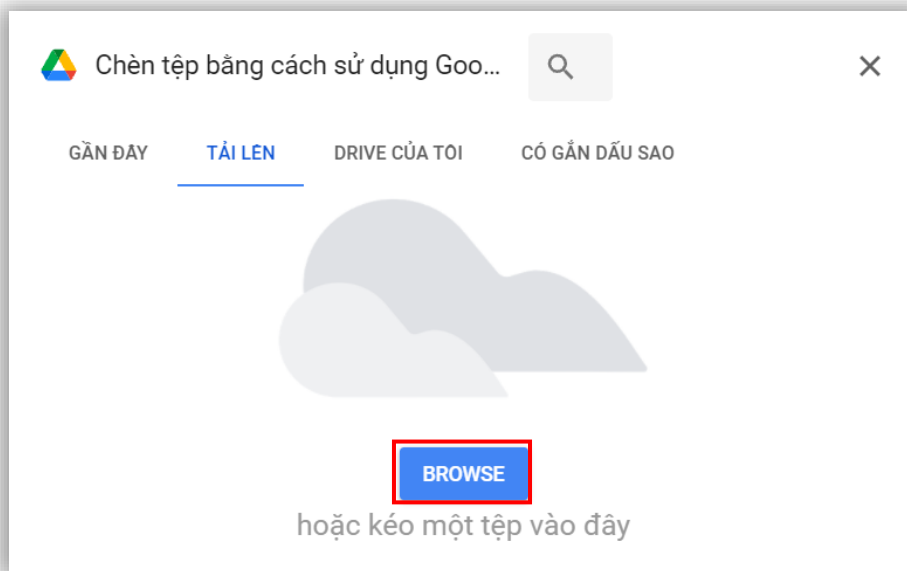 Chèn tệp bằng cách sử dụng Goo...
GẦN ĐÂY TẢI LÊN DRIVE CỦA TÔI CÓ GẮN DẤU SAO
BROWSE
hoặc kéo một tệp vào đây